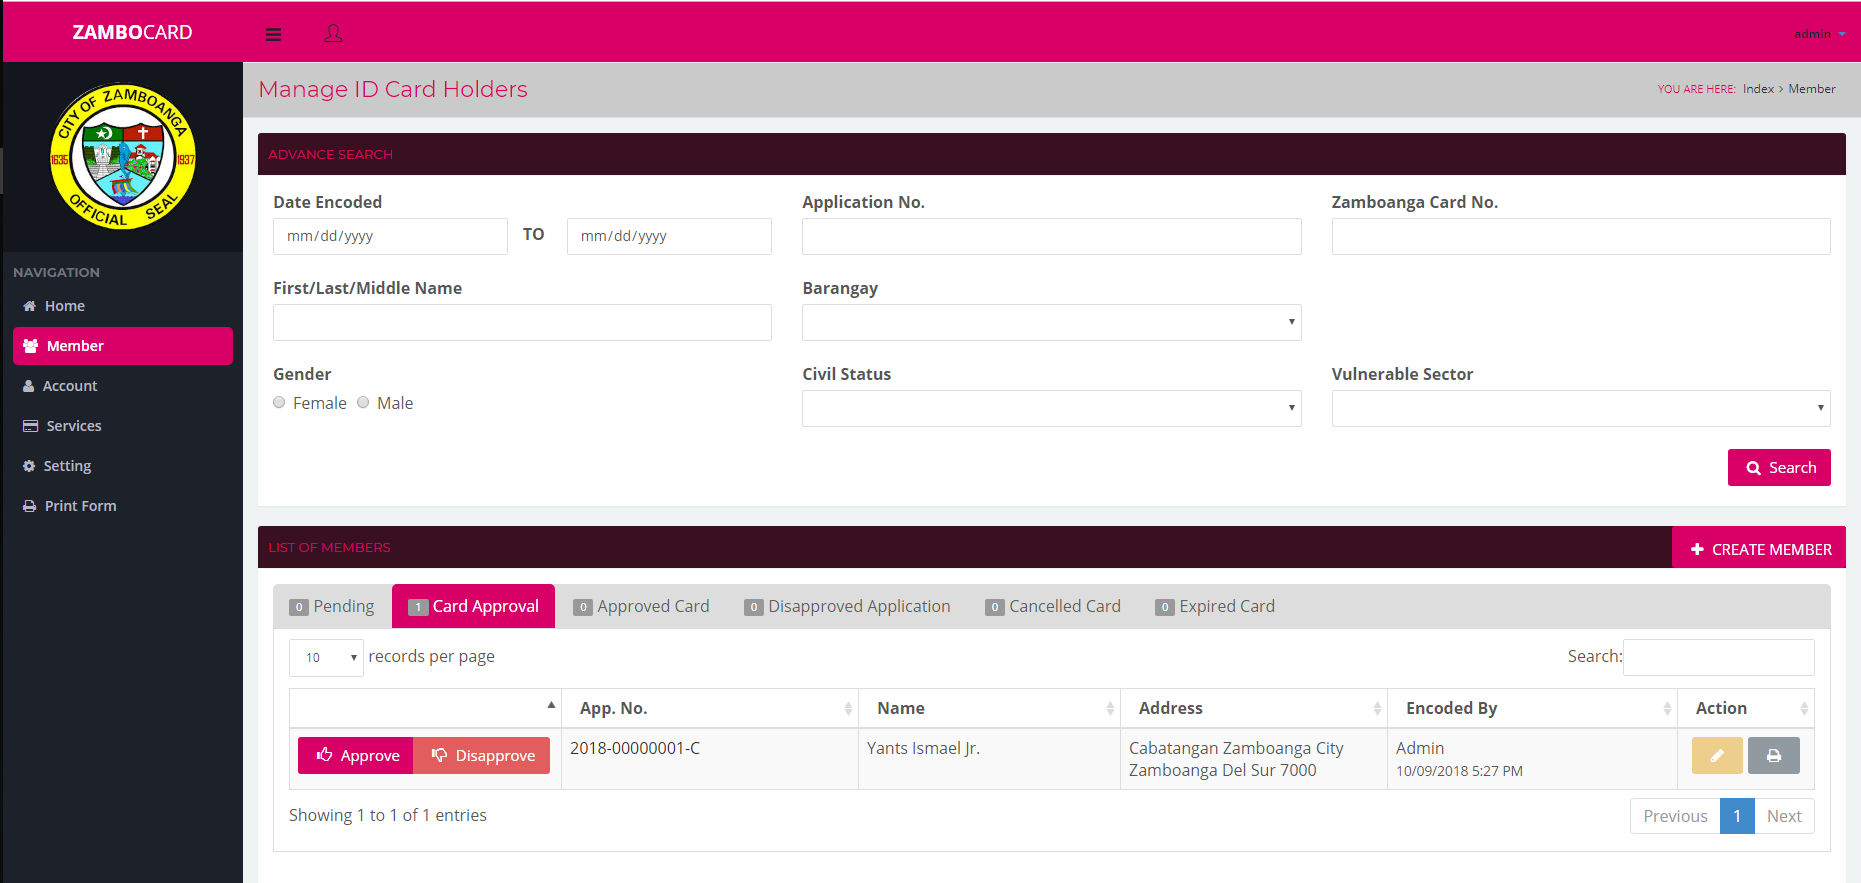 ZAMBOCARD
admin
CITY OF ZAMBOANGA
1635
1937
OFFICIAL SEAL
Manage ID Card Holders
YOU ARE HERE: Index > Member
NAVIGATION
Home
Member
Account
Services
Setting
Print Form
ADVANCE SEARCH
Date Encoded
mm/dd/yyyy TO mm/dd/yyyy
Application No.
Zamboanga Card No.
First/Last/Middle Name
Barangay
Gender
Female Male
Civil Status
Vulnerable Sector
Search
LIST OF MEMBERS
CREATE MEMBER
0 Pending 1 Card Approval 0 Approved Card 0 Disapproved Application 0 Cancelled Card 0 Expired Card
10 records per page
Search:
App. No. Name Address Encoded By Action
Approve Disapprove
2018-00000001-C
Yants Ismael Jr.
Cabatangan Zamboanga City
Zamboanga Del Sur 7000
Admin
10/09/2018 5:27 PM
Showing 1 to 1 of 1 entries
Previous 1 Next